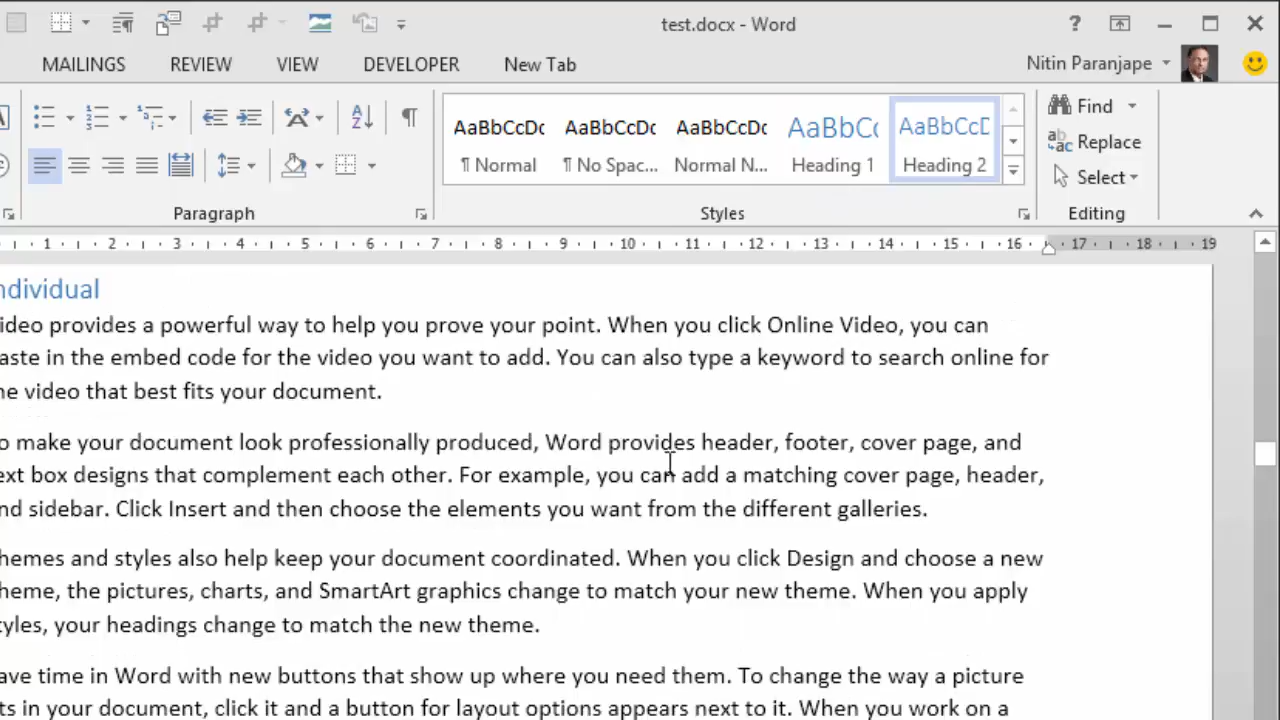 test.docx - Word
?
MAILINGS REVIEW VIEW DEVELOPER New Tab
Nitin Paranjape
AaBbCcDc AaBbCcDc AaBbCcDc AaBbC AaBbCcD
¶ Normal ¶ No Spac... Normal N... Heading 1 Heading 2
Find
Replace
Select
Paragraph Styles Editing
1 2 3 4 5 6 7 8 9 10 11 12 13 14 15 16 17 18 19
ndividual
ideo provides a powerful way to help you prove your point. When you click Online Video, you can
aste in the embed code for the video you want to add. You can also type a keyword to search online for
he video that best fits your document.
o make your document look professionally produced, Word provides header, footer, cover page, and
ext box designs that complement each other. For example, you can add a matching cover page, header,
nd sidebar. Click Insert and then choose the elements you want from the different galleries.
hemes and styles also help keep your document coordinated. When you click Design and choose a new
heme, the pictures, charts, and SmartArt graphics change to match your new theme. When you apply
tyles, your headings change to match the new theme.
ave time in Word with new buttons that show up where you need them. To change the way a picture
ts in your document, click it and a button for layout options appears next to it. When you work on a